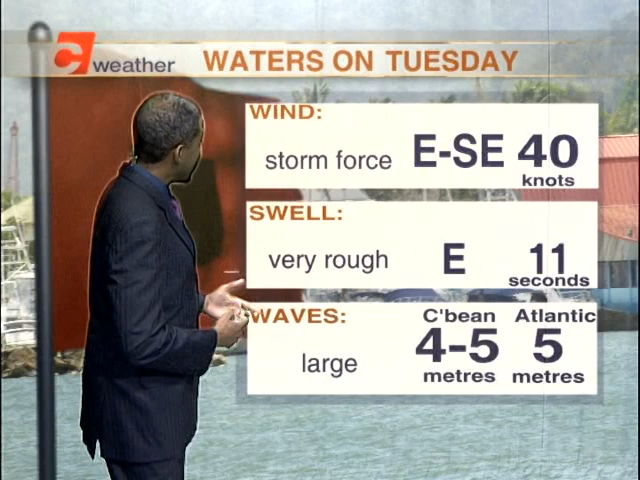 C weather
WATERS ON TUESDAY
WIND:
storm force E-SE 40
knots
SWELL:
very rough E 11
seconds
WAVES: C'bean Atlantic
large 4-5 5
metres metres